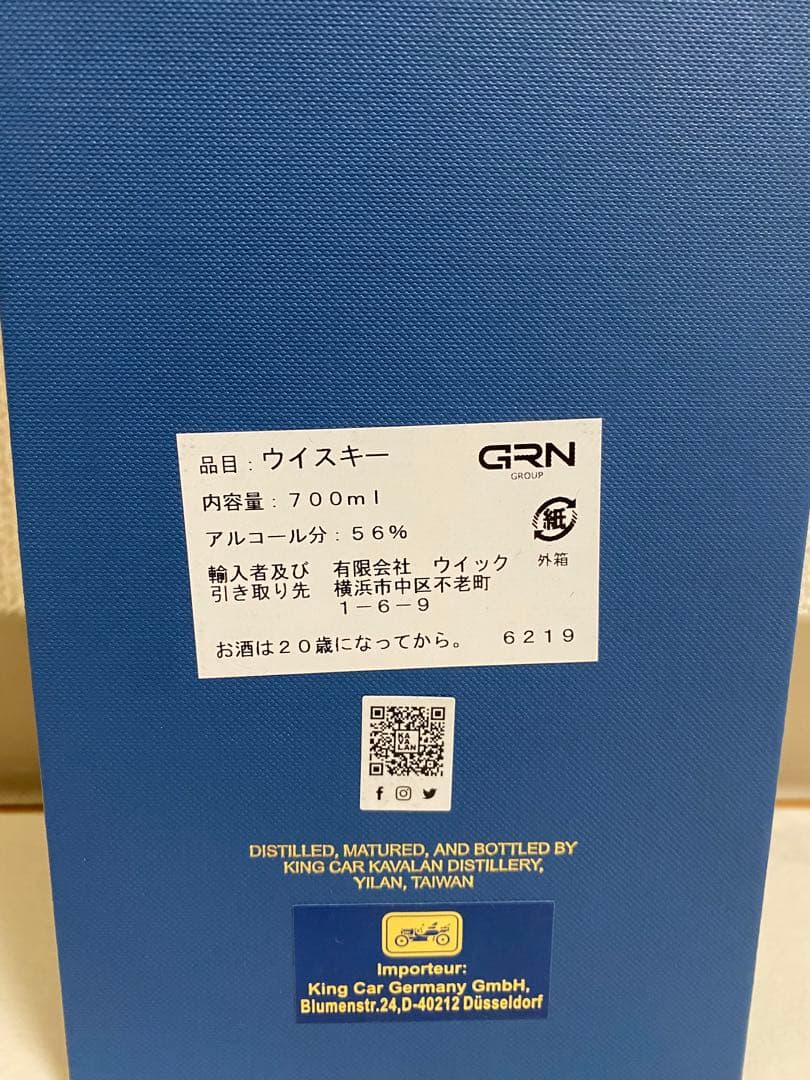 品目：ウイスキー
GRN
GROUP
内容量：７００ｍｌ
アルコール分：５６％
紙
外箱
輸入者及び　有限会社　ウイック
引き取り先　横浜市中区不老町
１－６－９
お酒は２０歳になってから。　６２１９
KA
VA
LAN
DISTILLED, MATURED, AND BOTTLED BY
KING CAR KAVALAN DISTILLERY,
YILAN, TAIWAN
Importeur:
King Car Germany GmbH,
Blumenstr.24,D-40212 Düsseldorf